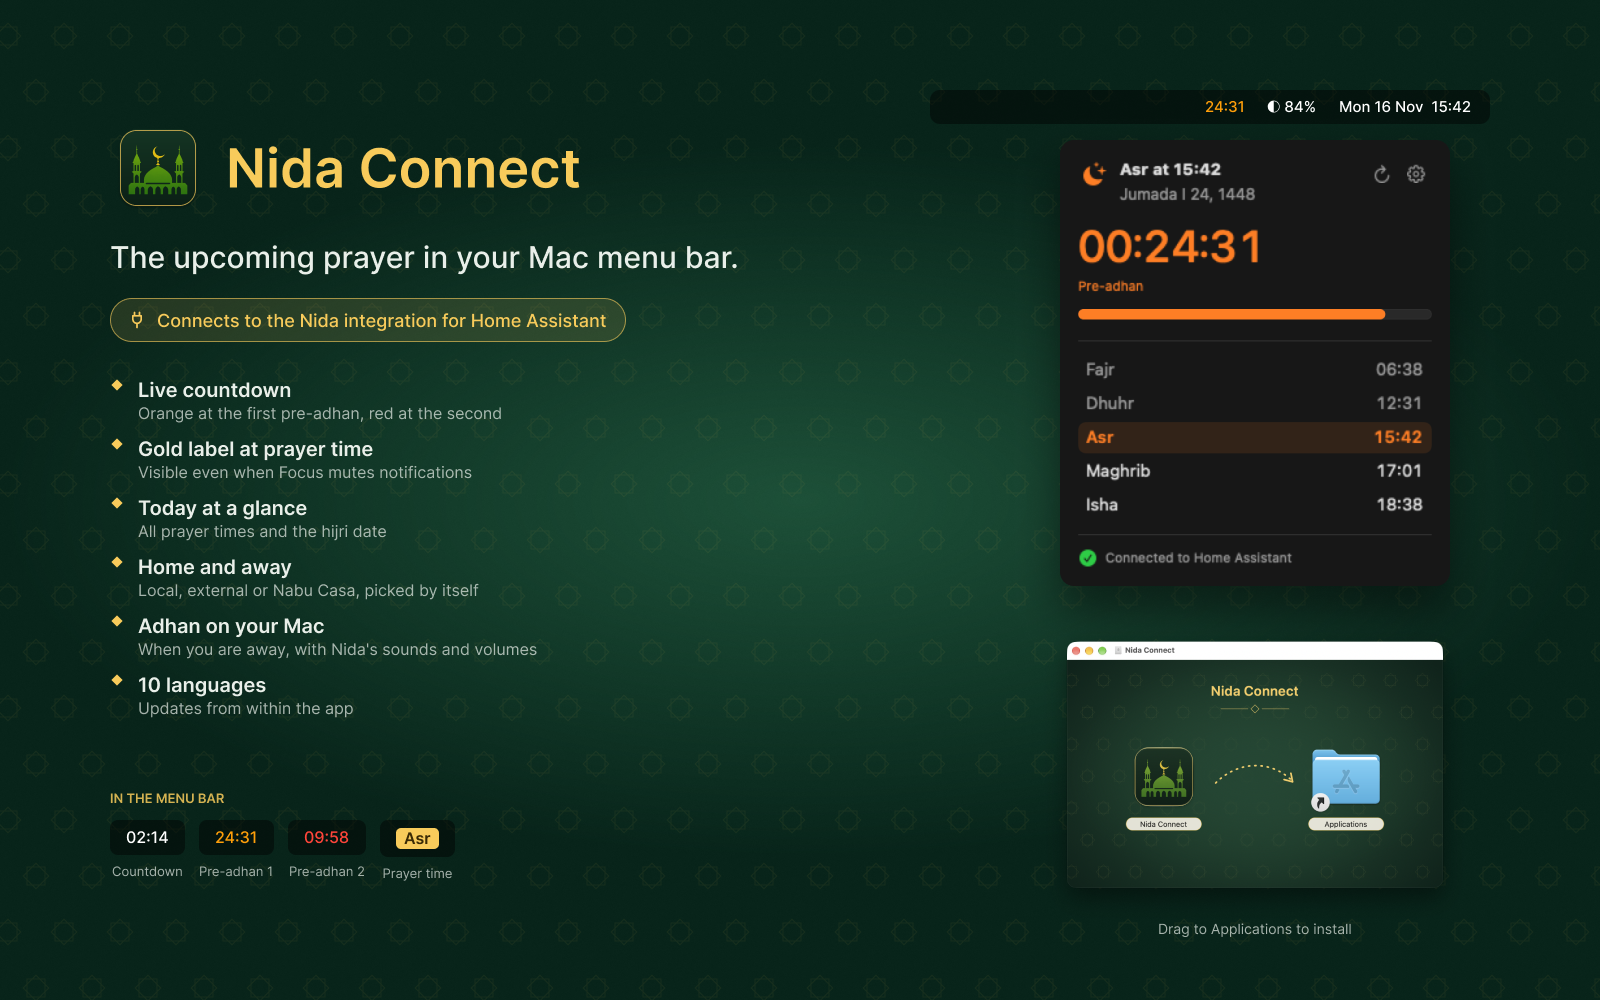 Nida Connect
The upcoming prayer in your Mac menu bar.
Connects to the Nida integration for Home Assistant
Live countdown
Orange at the first pre-adhan, red at the second
Gold label at prayer time
Visible even when Focus mutes notifications
Today at a glance
All prayer times and the hijri date
Home and away
Local, external or Nabu Casa, picked by itself
Adhan on your Mac
When you are away, with Nida's sounds and volumes
10 languages
Updates from within the app
IN THE MENU BAR
02:14 24:31 09:58 Asr
Countdown Pre-adhan 1 Pre-adhan 2 Prayer time
24:31 84% Mon 16 Nov 15:42
Asr at 15:42
Jumada I 24, 1448
00:24:31
Pre-adhan
Fajr 06:38
Dhuhr 12:31
Asr 15:42
Maghrib 17:01
Isha 18:38
Connected to Home Assistant
Nida Connect
Nida Connect
Nida Connect Applications
Drag to Applications to install